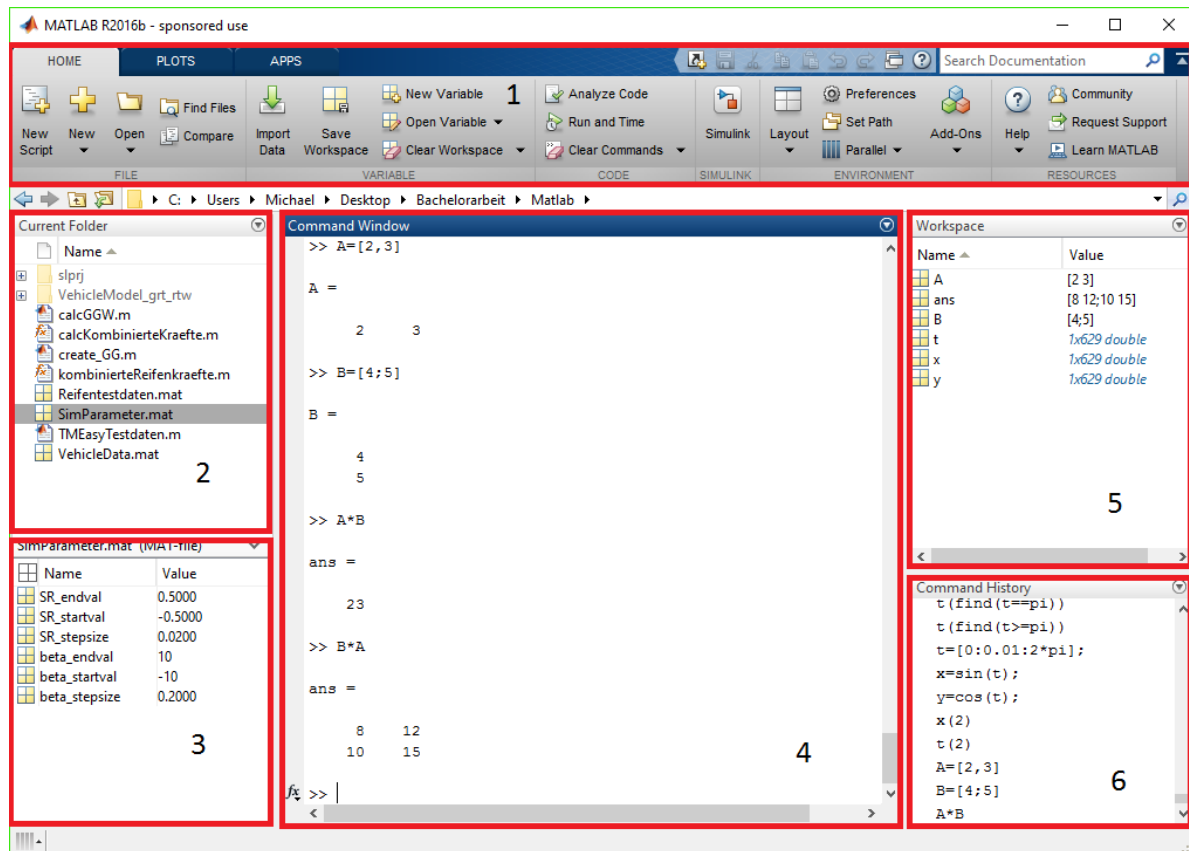 MATLAB R2016b - sponsored use
HOME PLOTS APPS Search Documentation
New Script
New
Open
Find Files
Compare
FILE
Import Data
Save Workspace
New Variable
Open Variable
Clear Workspace
VARIABLE
1
Analyze Code
Run and Time
Clear Commands
CODE
Simulink
SIMULINK
Layout
Preferences
Set Path
Parallel
Add-Ons
ENVIRONMENT
?
Help
Community
Request Support
Learn MATLAB
RESOURCES
C: Users Michael Desktop Bachelorarbeit Matlab
Current Folder
Name
slprj
VehicleModel_grt_rtw
calcGGW.m
calcKombinierteKraefte.m
create_GG.m
kombinierteReifenkraefte.m
Reifentestdaten.mat
SimParameter.mat
TMEasyTestdaten.m
VehicleData.mat
2
SimParameter.mat (MAT-file)
Name Value
SR_endval 0.5000
SR_startval -0.5000
SR_stepsize 0.0200
beta_endval 10
beta_startval -10
beta_stepsize 0.2000
3
Command Window
>> A=[2,3]
A =
2 3
>> B=[4;5]
B =
4
5
>> A*B
ans =
23
>> B*A
ans =
8 12
10 15
4
fx >>
Workspace
Name Value
A [2 3]
ans [8 12;10 15]
B [4;5]
t 1x629 double
x 1x629 double
y 1x629 double
5
Command History
t(find(t==pi))
t(find(t>=pi))
t=[0:0.01:2*pi];
x=sin(t);
y=cos(t);
x(2)
t(2)
A=[2,3]
B=[4;5]
A*B
6